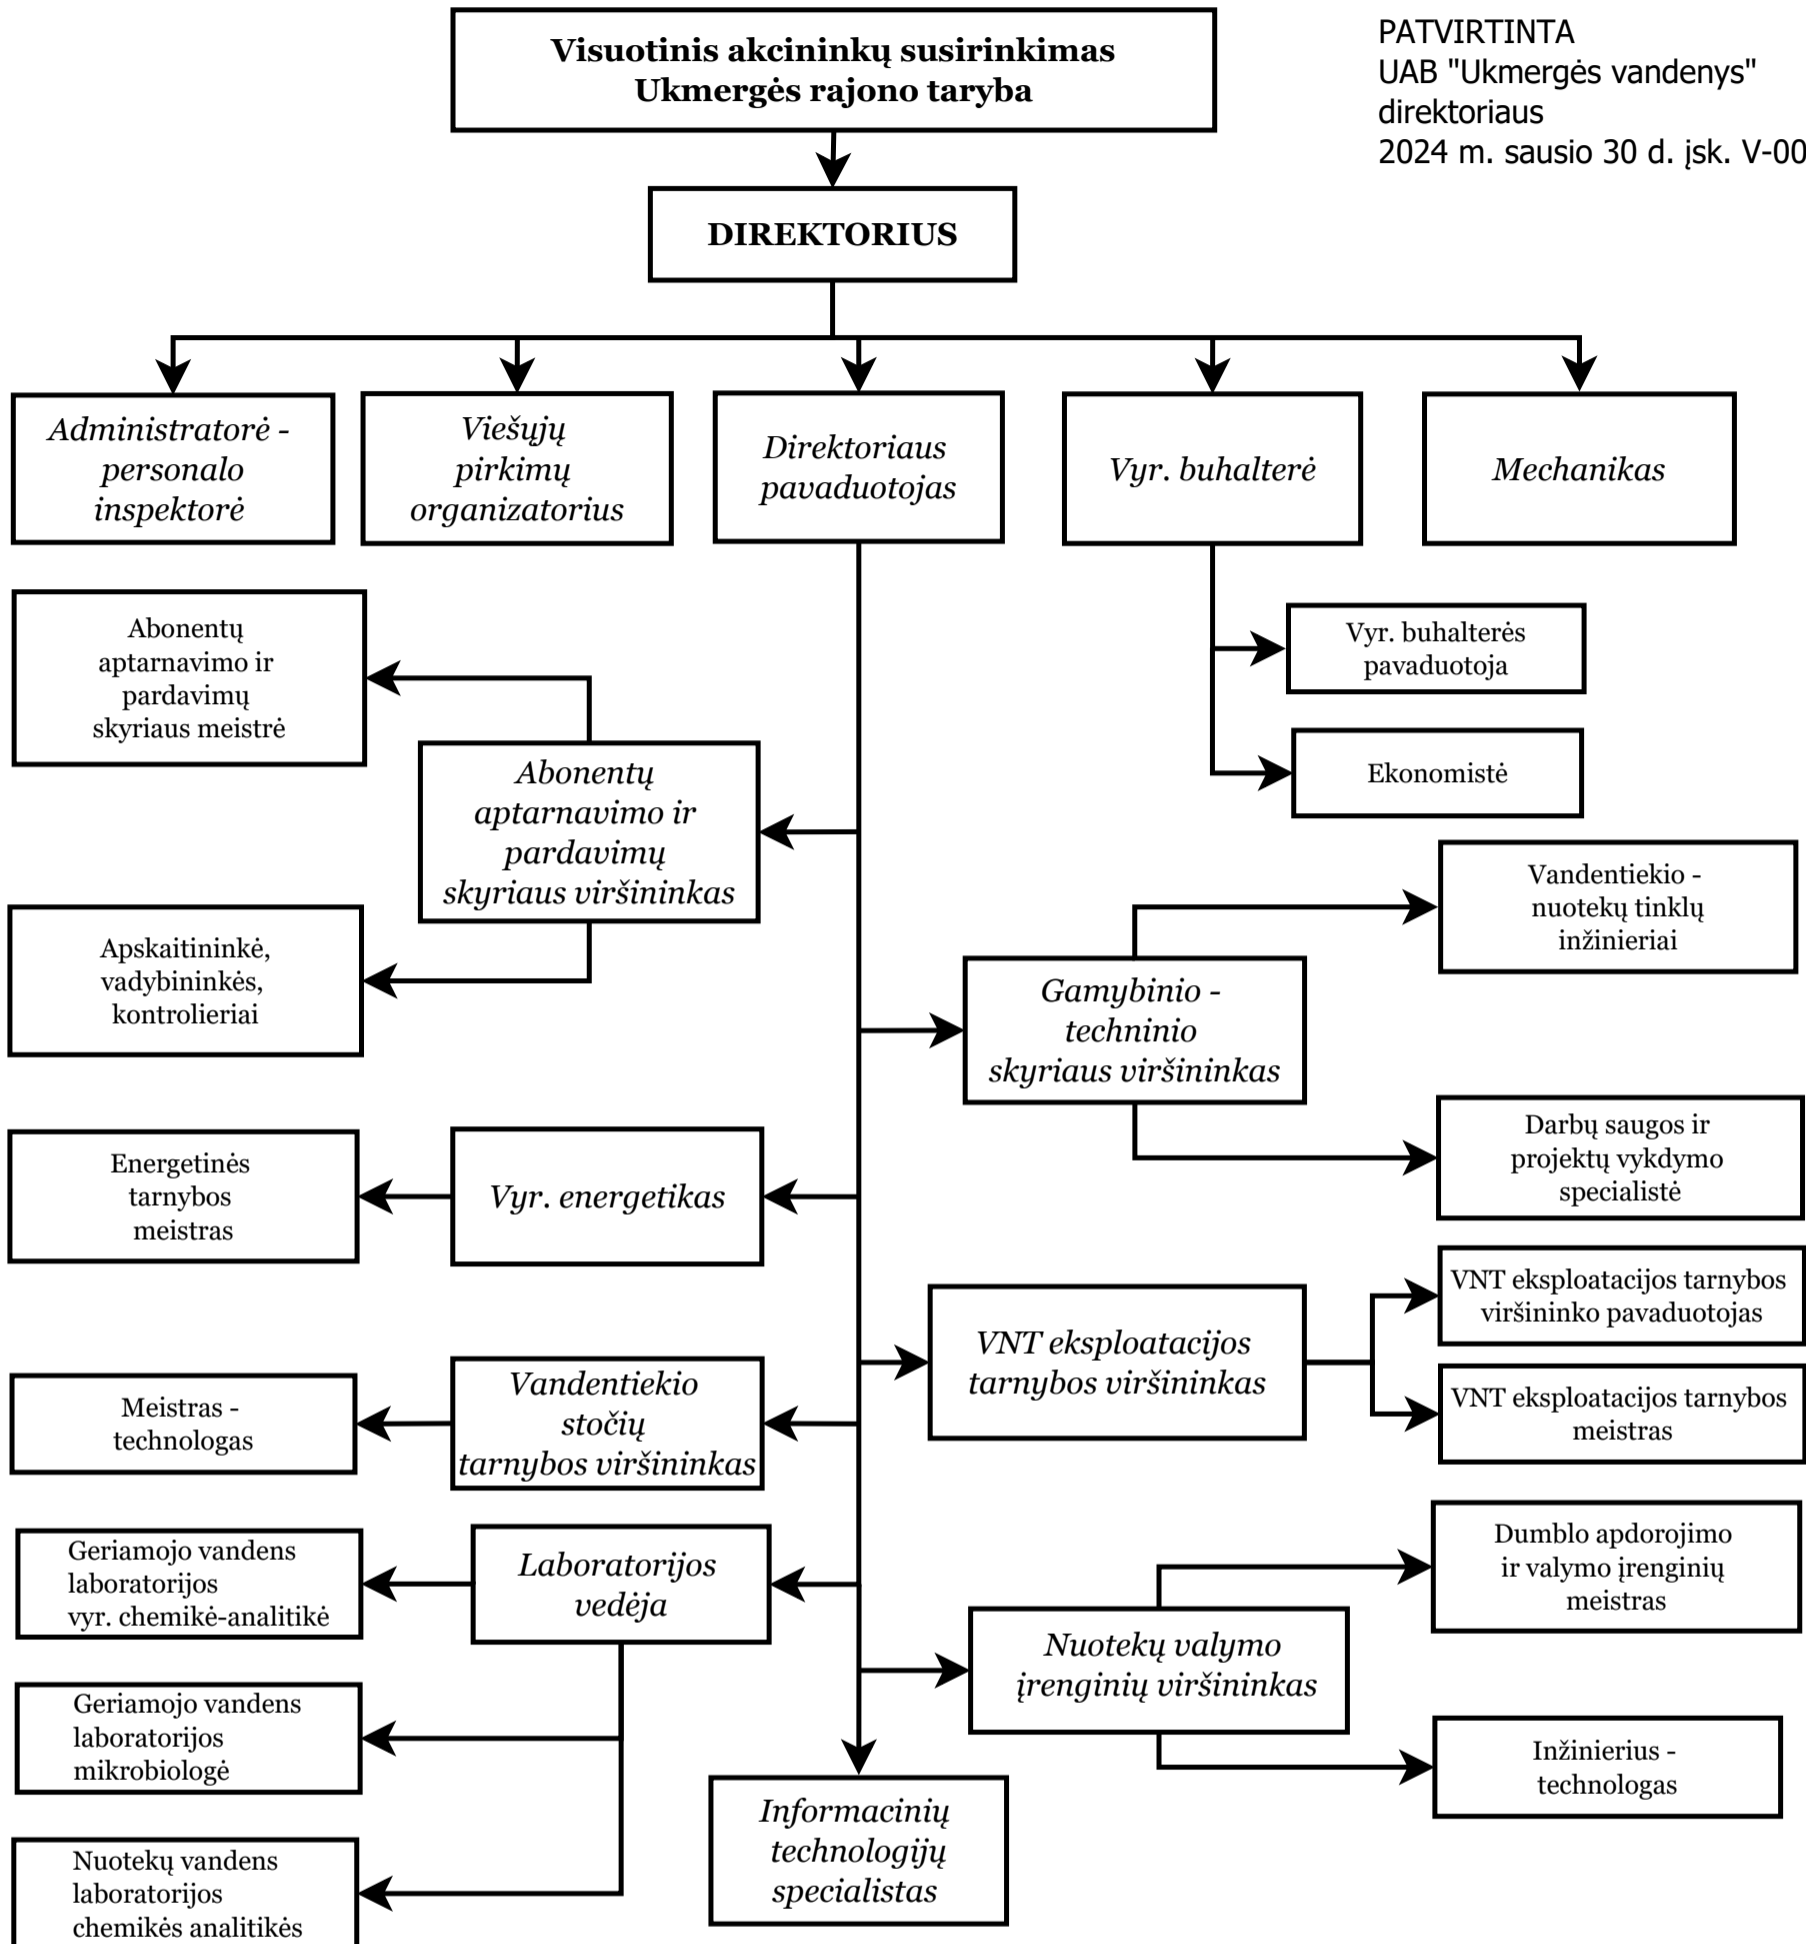 Visuotinis akcininkų susirinkimas
Ukmergės rajono taryba
PATVIRTINTA
UAB "Ukmergės vandenys"
direktoriaus
2024 m. sausio 30 d. įsk. V-00
DIREKTORIUS
Administratorė -
personalo
inspektorė
Viešųjų
pirkimų
organizatorius
Direktoriaus
pavaduotojas
Vyr. buhalterė
Mechanikas
Abonentų
aptarnavimo ir
pardavimų
skyriaus meistrė
Vyr. buhalterės
pavaduotoja
Abonentų
aptarnavimo ir
pardavimų
skyriaus viršininkas
Ekonomistė
Apskaitininkė,
vadybininkės,
kontrolieriai
Vandentiekio -
nuotekų tinklų
inžinieriai
Gamybinio -
techninio
skyriaus viršininkas
Darbų saugos ir
projektų vykdymo
specialistė
Energetinės
tarnybos
meistras
Vyr. energetikas
VNT eksploatacijos
tarnybos viršininkas
VNT eksploatacijos tarnybos
viršininko pavaduotojas
VNT eksploatacijos tarnybos
meistras
Meistras -
technologas
Vandentiekio
stočių
tarnybos viršininkas
Geriamojo vandens
laboratorijos
vyr. chemikė-analitikė
Laboratorijos
vedėja
Dumblo apdorojimo
ir valymo įrenginių
meistras
Nuotekų valymo
įrenginių viršininkas
Geriamojo vandens
laboratorijos
mikrobiologė
Inžinierius -
technologas
Informacinių
technologijų
specialistas
Nuotekų vandens
laboratorijos
chemikės analitikės